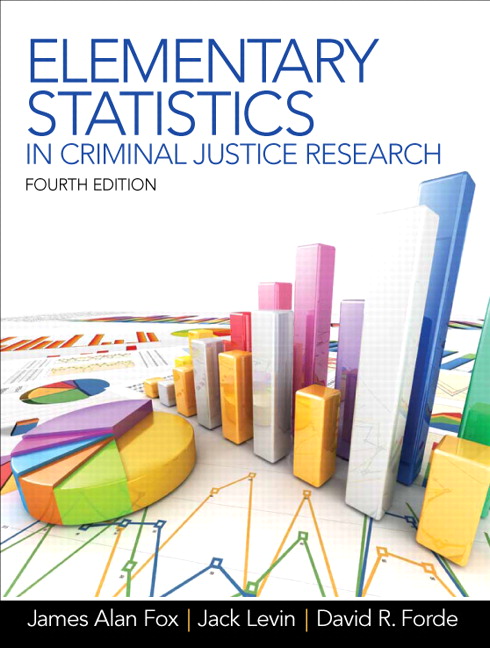 ELEMENTARY
STATISTICS
IN CRIMINAL JUSTICE RESEARCH
FOURTH EDITION
James Alan Fox | Jack Levin | David R. Forde